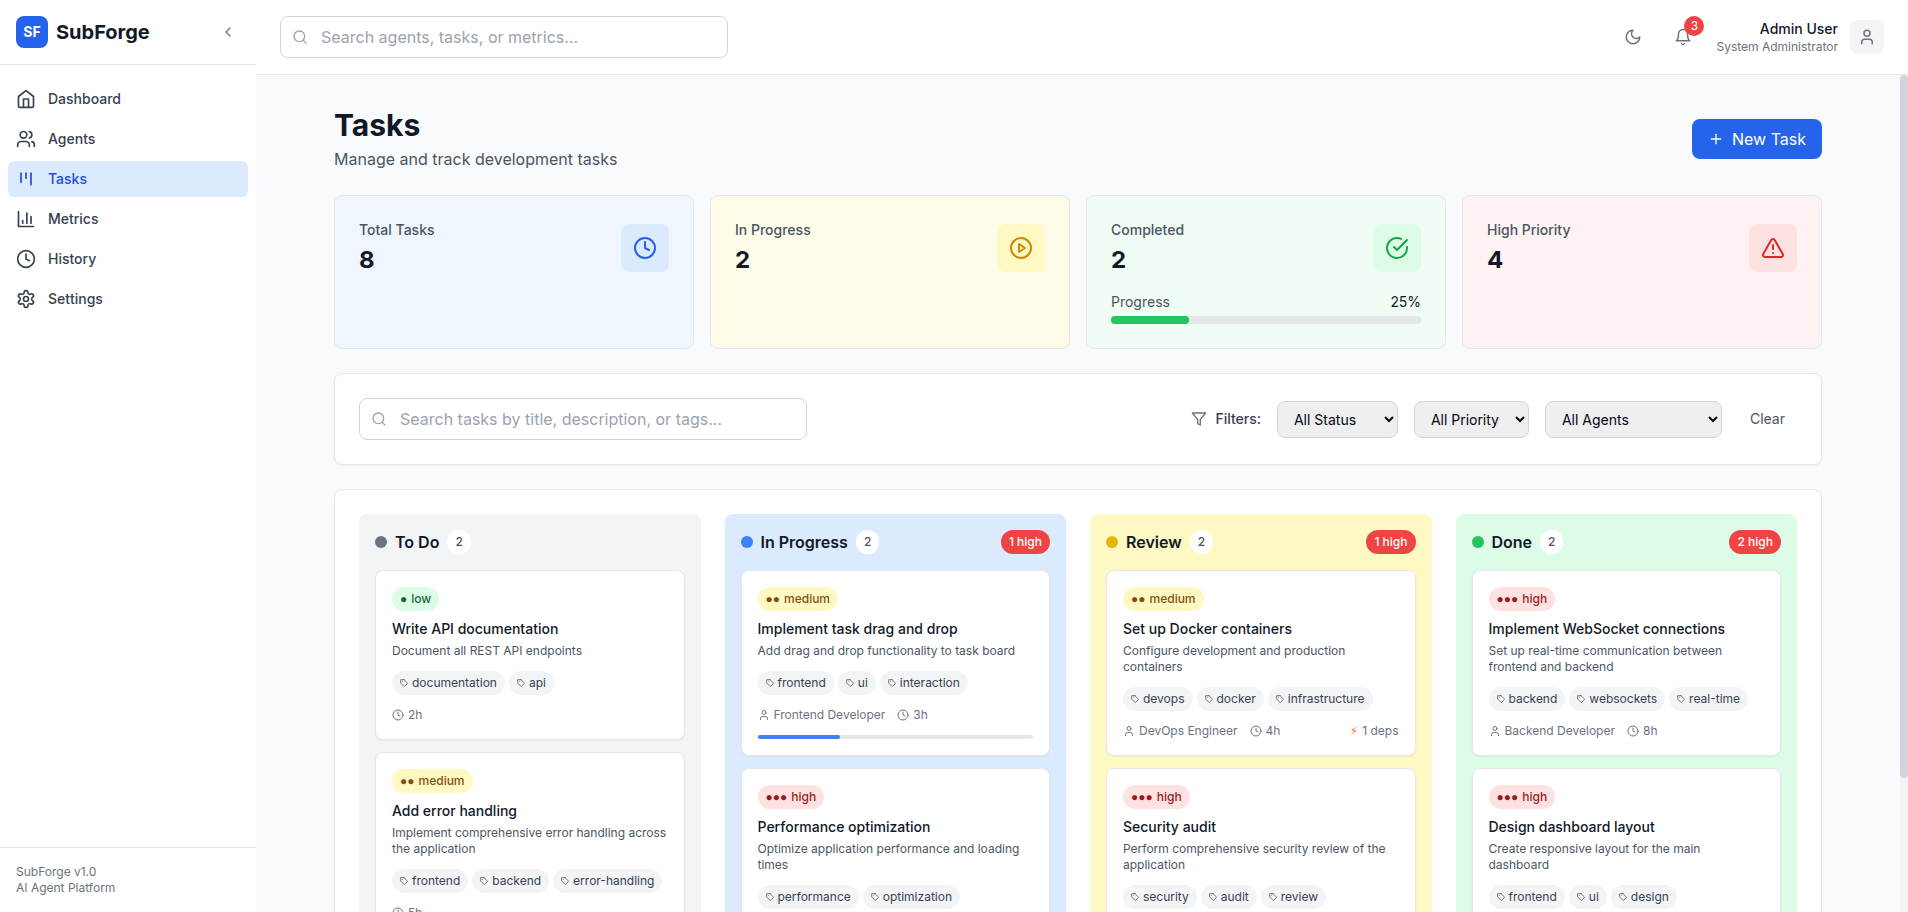 SF SubForge
Search agents, tasks, or metrics...
3
Admin User
System Administrator
Dashboard
Agents
Tasks
Metrics
History
Settings
SubForge v1.0
AI Agent Platform
Tasks
Manage and track development tasks
New Task
Total Tasks
8
In Progress
2
Completed
2
Progress 25%
High Priority
4
Search tasks by title, description, or tags...
Filters: All Status All Priority All Agents Clear
To Do 2
low
Write API documentation
Document all REST API endpoints
documentation api
2h
medium
Add error handling
Implement comprehensive error handling across
the application
frontend backend error-handling
5h
In Progress 2 1 high
medium
Implement task drag and drop
Add drag and drop functionality to task board
frontend ui interaction
Frontend Developer 3h
high
Performance optimization
Optimize application performance and loading
times
performance optimization
Review 2 1 high
medium
Set up Docker containers
Configure development and production
containers
devops docker infrastructure
DevOps Engineer 4h 1 deps
high
Security audit
Perform comprehensive security review of the
application
security audit review
Done 2 2 high
high
Implement WebSocket connections
Set up real-time communication between
frontend and backend
backend websockets real-time
Backend Developer 8h
high
Design dashboard layout
Create responsive layout for the main
dashboard
frontend ui design